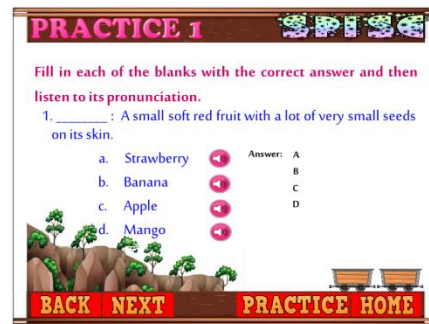 PRACTICE 1
Fill in each of the blanks with the correct answer and then
listen to its pronunciation.
1. ________ : A small soft red fruit with a lot of very small seeds
on its skin.
a. Strawberry
b. Banana
c. Apple
d. Mango
Answer: A
B
C
D
BACK NEXT PRACTICE HOME